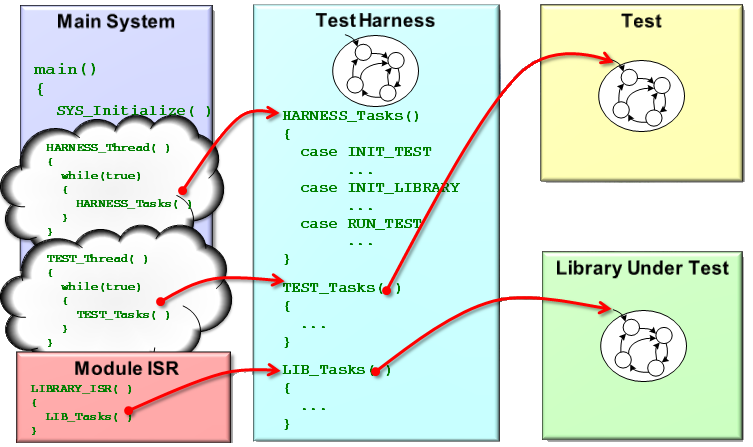 Main System
main()
{
SYS_Initialize( )
HARNESS_Thread( )
{
while(true)
{
HARNESS_Tasks( )
}
}
TEST_Thread( )
{
while(true)
{
TEST_Tasks( )
}
}
Module ISR
LIBRARY_ISR( )
{
LIB_Tasks( )
}
Test Harness
HARNESS_Tasks()
{
case INIT_TEST
...
case INIT_LIBRARY
...
case RUN_TEST
...
}
TEST_Tasks( )
{
...
}
LIB_Tasks( )
{
...
}
Test
Library Under Test